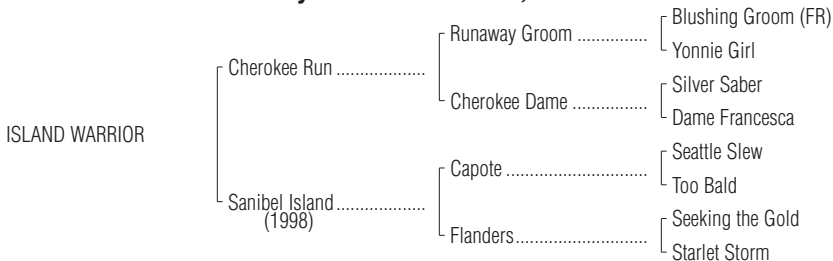 Blushing Groom (FR)
Runaway Groom ...............
Yonnie Girl
Cherokee Run ...................
Silver Saber
Cherokee Dame ................
Dame Francesca
ISLAND WARRIOR
Seattle Slew
Capote ..............................
Too Bald
Sanibel Island ...................
(1998)
Seeking the Gold
Flanders............................
Starlet Storm